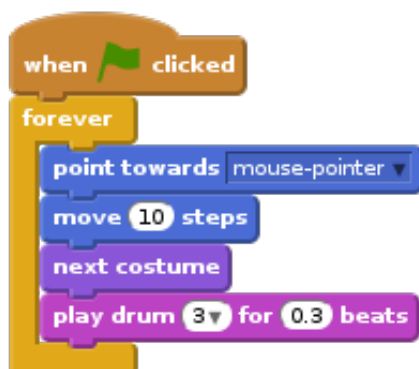 when clicked
forever
point towards mouse-pointer
move 10 steps
next costume
play drum 3 for 0.3 beats